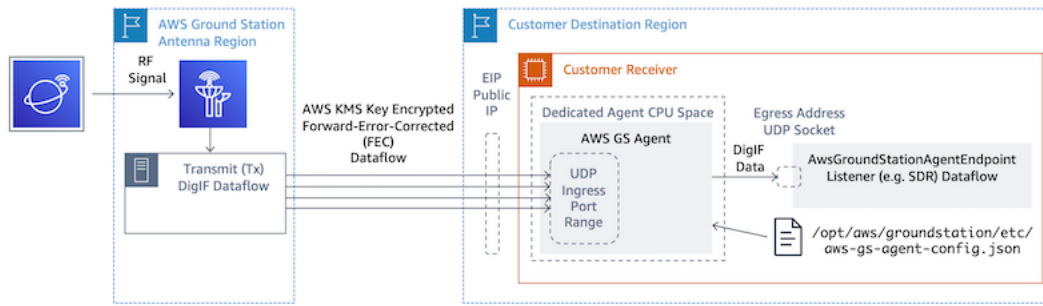 AWS Ground Station
Antenna Region
RF
Signal
Transmit (Tx)
DigIF Dataflow
AWS KMS Key Encrypted
Forward-Error-Corrected
(FEC)
Dataflow
Customer Destination Region
EIP
Public
IP
Customer Receiver
Dedicated Agent CPU Space
AWS GS Agent
UDP
Ingress
Port
Range
DigIF
Data
Egress Address
UDP Socket
AwsGroundStationAgentEndpoint
Listener (e.g. SDR) Dataflow
/opt/aws/groundstation/etc/
aws-gs-agent-config.json